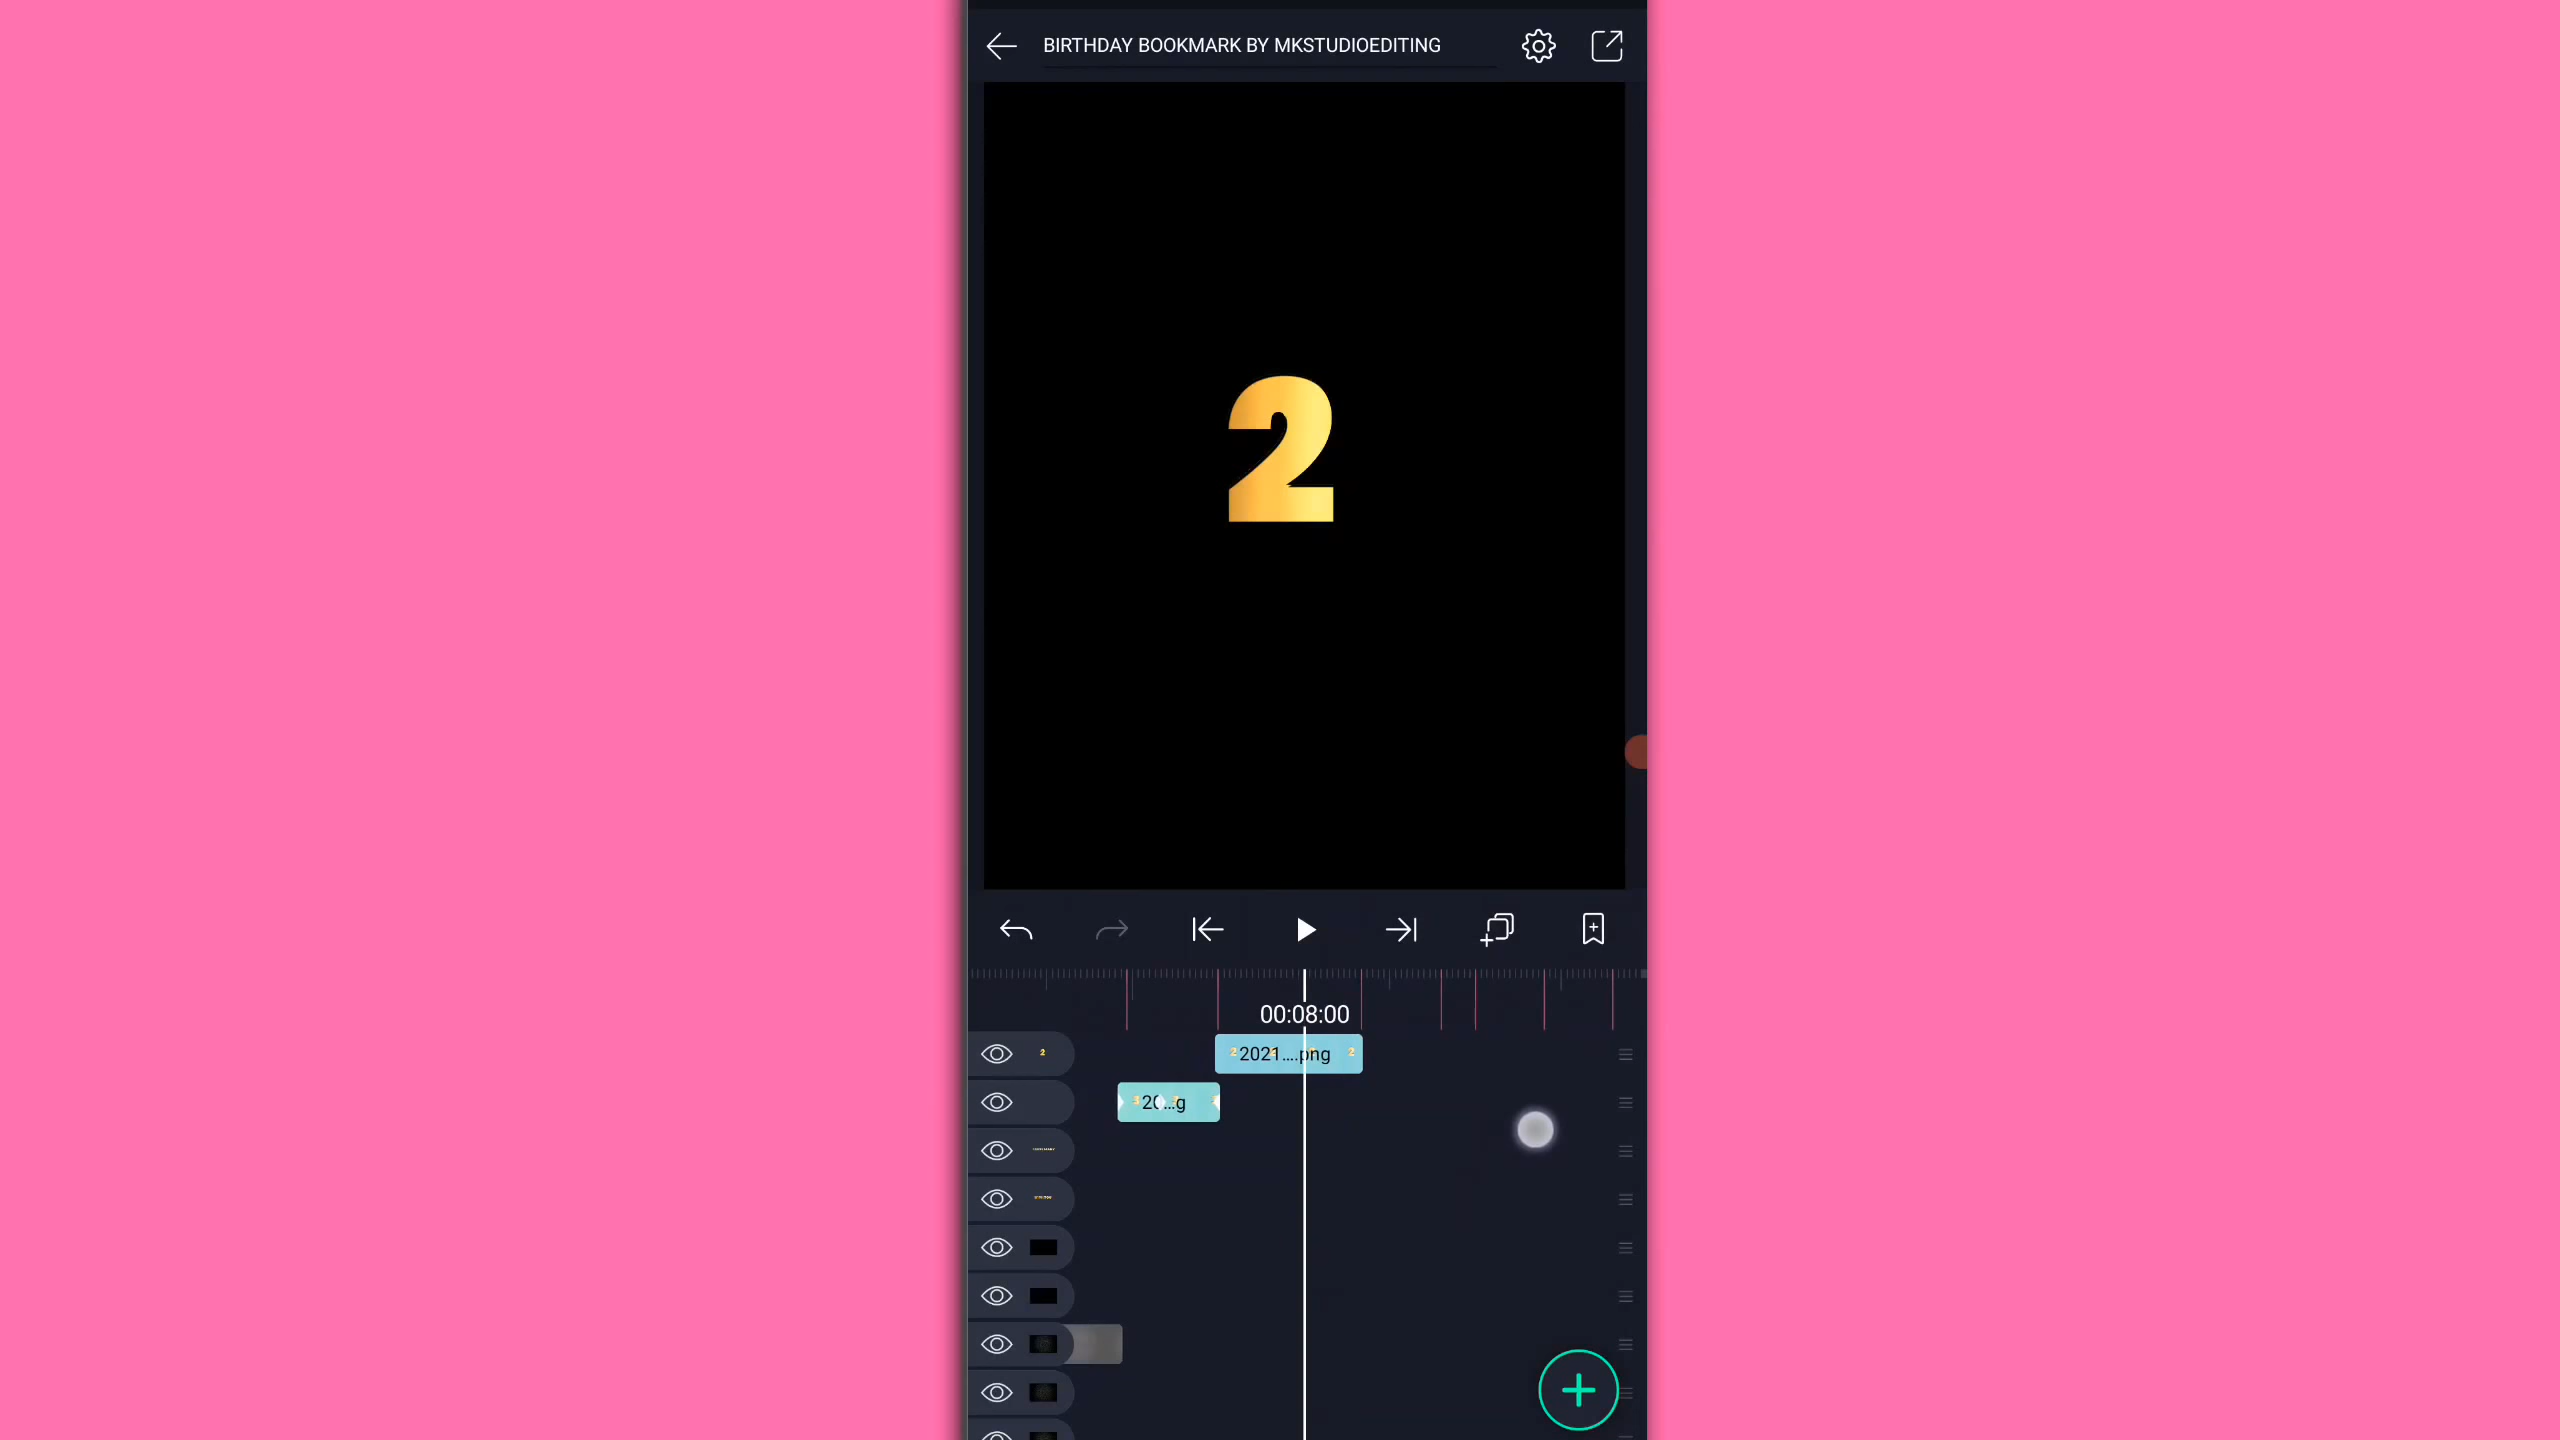 BIRTHDAY BOOKMARK BY MKSTUDIOEDITING
2
00:08:00
2021....png
20...g